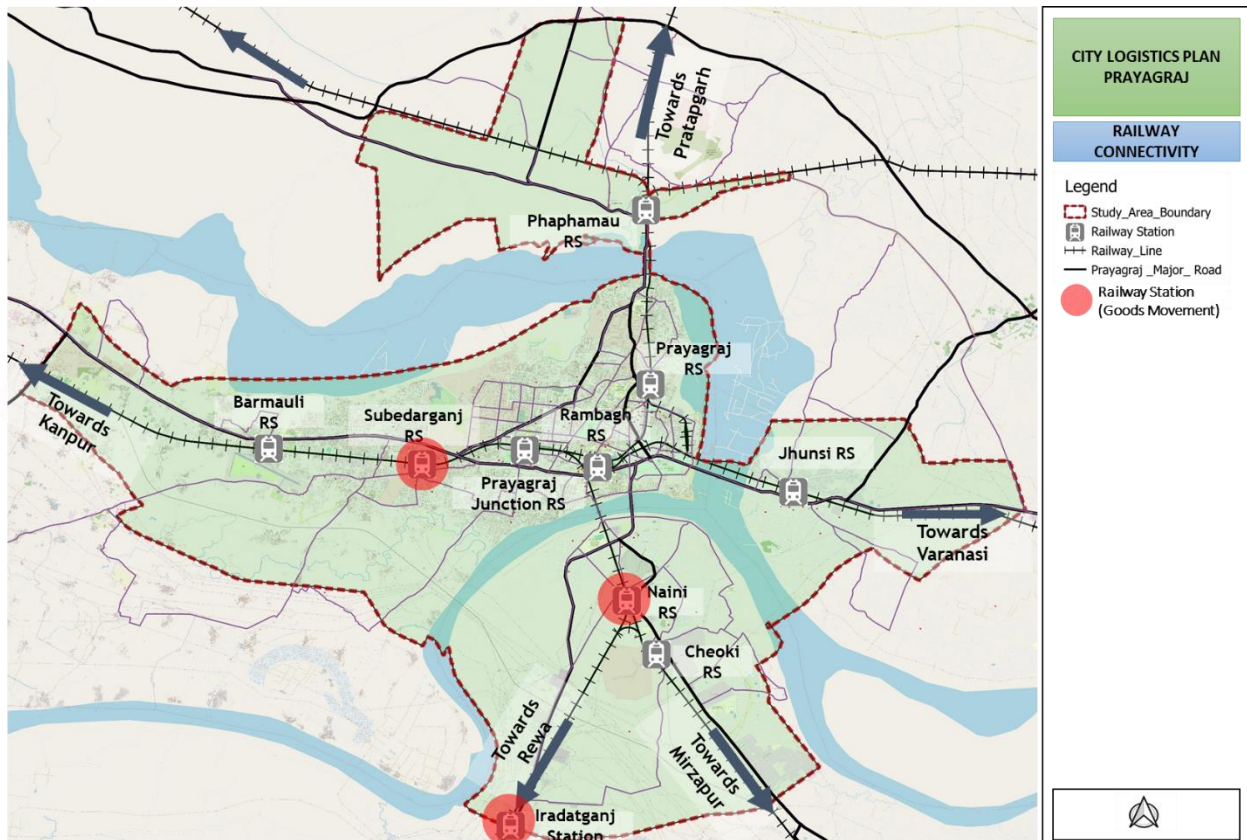 Towards
Pratapgarh
Phaphamau
RS
Prayagraj
RS
Barmauli
RS
Subedarganj
RS
Rambagh
RS
Towards
Kanpur
Prayagraj
Junction RS
Jhunsi RS
Towards
Varanasi
Naini
RS
Cheoki
RS
Towards
Rewa
Towards
Mirzapur
Iradatganj
Station
CITY LOGISTICS PLAN
PRAYAGRAJ
RAILWAY
CONNECTIVITY
Legend
Study_Area_Boundary
Railway Station
Railway_Line
Prayagraj _Major_ Road
Railway Station
(Goods Movement)